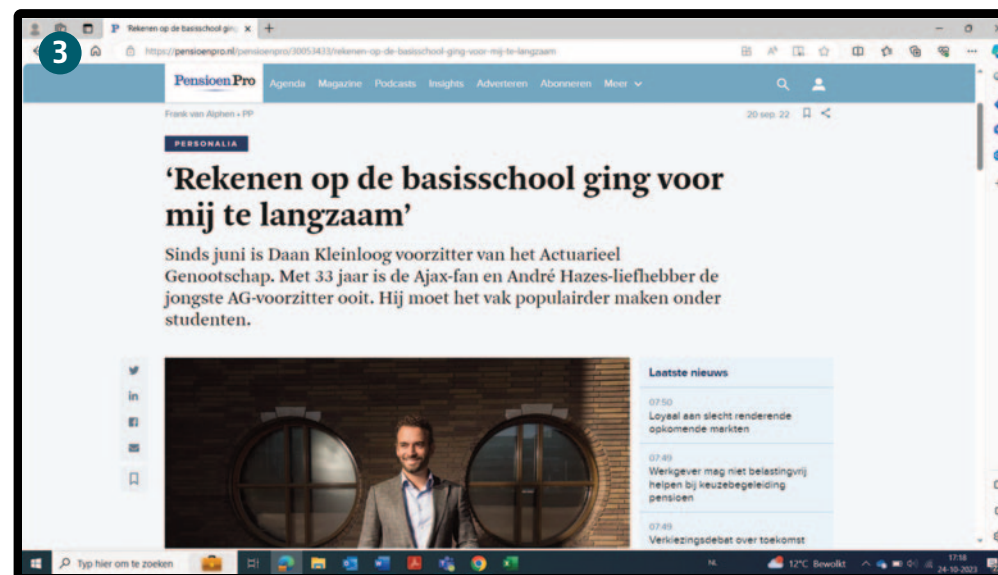 3
'Rekenen op de basisschool gin
https://pensioenpro.nl/pensioenpro/30053433/rekenen-op-de-basisschool-ging-voor-mij-te-langzaam
PensioenPro Agenda Magazine Podcasts Insights Adverteren Abonneren Meer
Frank van Alphen • PP 20 sep. 22
PERSONALIA
'Rekenen op de basisschool ging voor
mij te langzaam'
Sinds juni is Daan Kleinloog voorzitter van het Actuarieel
Genootschap. Met 33 jaar is de Ajax-fan en André Hazes-liefhebber de
jongste AG-voorzitter ooit. Hij moet het vak populairder maken onder
studenten.
Laatste nieuws
07:50
Loyaal aan slecht renderende
opkomende markten
07:49
Werkgever mag niet belastingvrij
helpen bij keuzebegeleiding
pensioen
07:49
Verkiezingsdebat over toekomst
Typ hier om te zoeken NL 12°C Bewolkt 17:18
24-10-2023